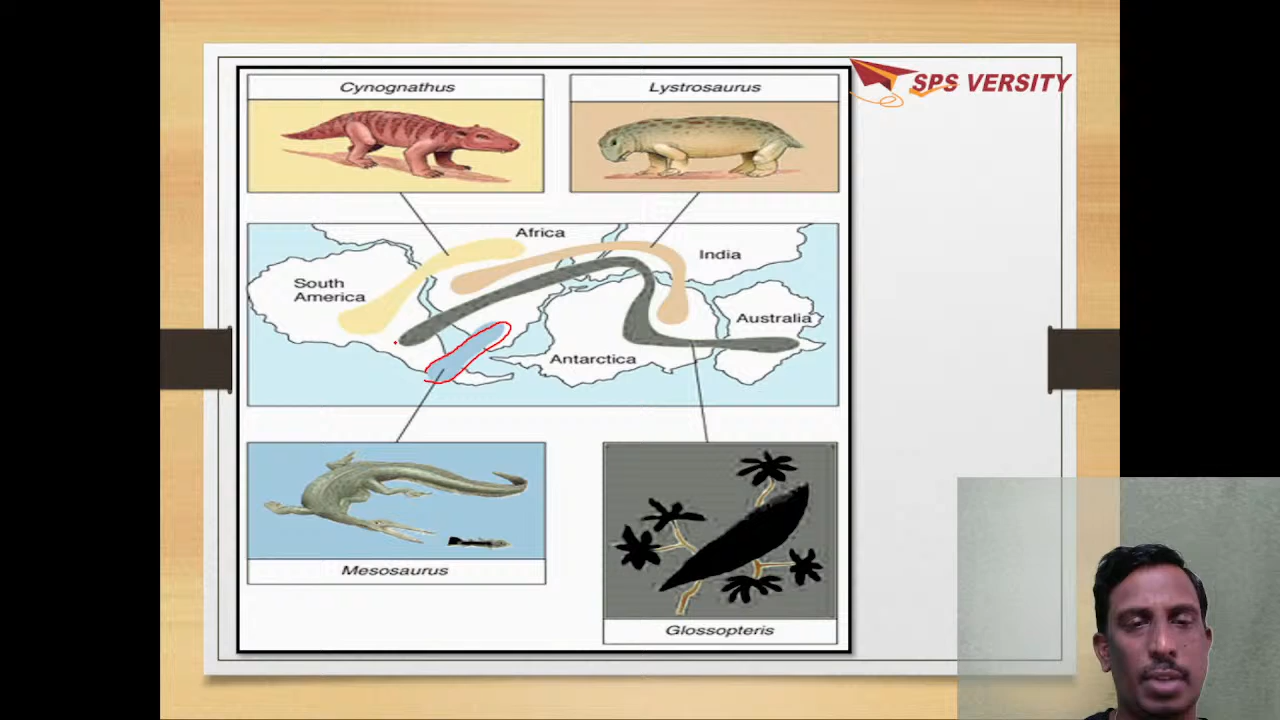 Cynognathus
Lystrosaurus
SPS VERSITY
Africa
India
South
America
Australia
Antarctica
Mesosaurus
Glossopteris